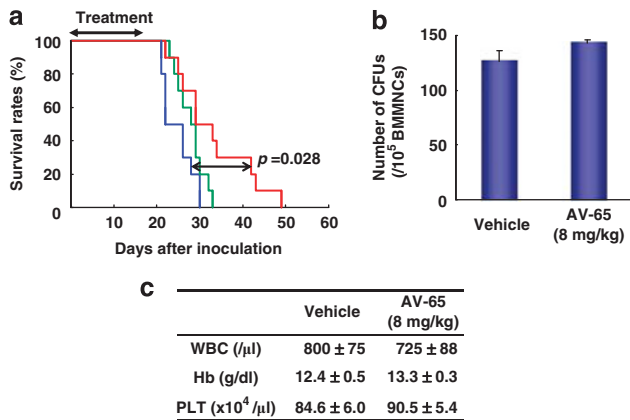 a
Treatment
Survival rates (%)
100
80
60
40
20
0
10 20 30 40 50 60
Days after inoculation
p =0.028
b
Number of CFUs
(/10⁵ BMMNCs)
150
100
50
0
Vehicle
AV-65
(8 mg/kg)
c
Vehicle
AV-65
(8 mg/kg)
WBC (/µl) 800 ± 75 725 ± 88
Hb (g/dl) 12.4 ± 0.5 13.3 ± 0.3
PLT (x10⁴ /µl) 84.6 ± 6.0 90.5 ± 5.4